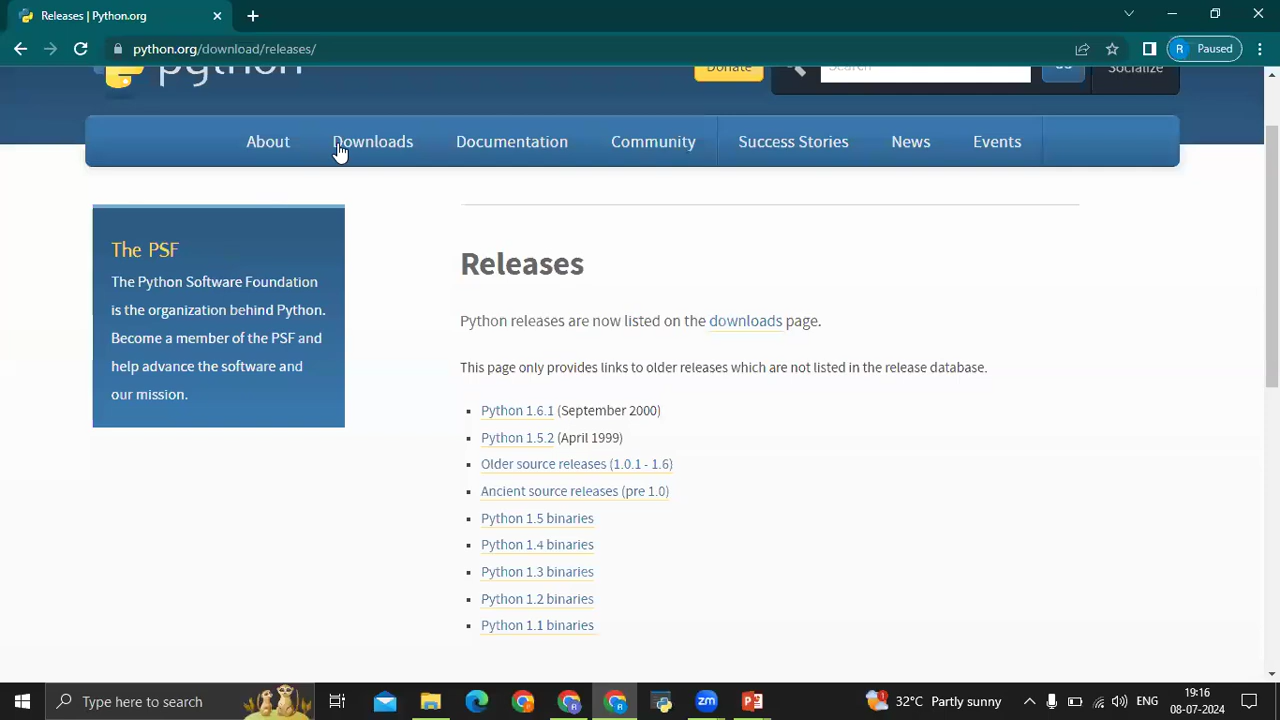 Releases | Python.org
python.org/download/releases/
R Paused
python
Donate
Search
GO
Socialize
About Downloads Documentation Community Success Stories News Events
The PSF
The Python Software Foundation
is the organization behind Python.
Become a member of the PSF and
help advance the software and
our mission.
Releases
Python releases are now listed on the downloads page.
This page only provides links to older releases which are not listed in the release database.
Python 1.6.1 (September 2000)
Python 1.5.2 (April 1999)
Older source releases (1.0.1 - 1.6)
Ancient source releases (pre 1.0)
Python 1.5 binaries
Python 1.4 binaries
Python 1.3 binaries
Python 1.2 binaries
Python 1.1 binaries
Type here to search
32°C Partly sunny
ENG
19:16
08-07-2024